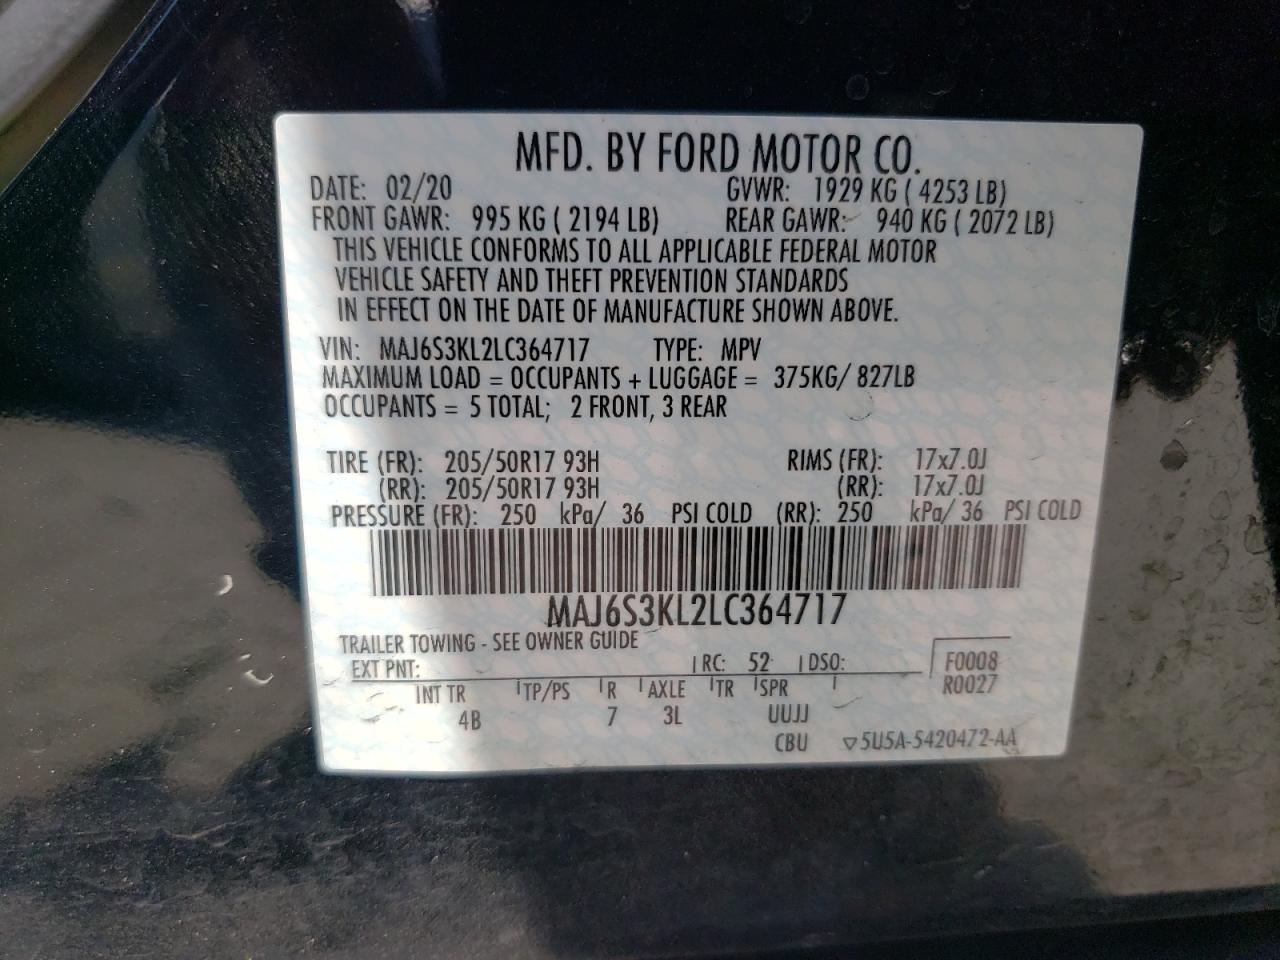 MFD. BY FORD MOTOR CO.
DATE: 02/20 GVWR: 1929 KG ( 4253 LB)
FRONT GAWR: 995 KG ( 2194 LB) REAR GAWR: 940 KG ( 2072 LB)
THIS VEHICLE CONFORMS TO ALL APPLICABLE FEDERAL MOTOR
VEHICLE SAFETY AND THEFT PREVENTION STANDARDS
IN EFFECT ON THE DATE OF MANUFACTURE SHOWN ABOVE.
VIN: MAJ6S3KL2LC364717 TYPE: MPV
MAXIMUM LOAD = OCCUPANTS + LUGGAGE = 375KG/ 827LB
OCCUPANTS = 5 TOTAL; 2 FRONT, 3 REAR
TIRE (FR): 205/50R17 93H RIMS (FR): 17x7.0J
(RR): 205/50R17 93H (RR): 17x7.0J
PRESSURE (FR): 250 kPa/ 36 PSI COLD (RR): 250 kPa/ 36 PSI COLD
MAJ6S3KL2LC364717
TRAILER TOWING - SEE OWNER GUIDE
EXT PNT: RC: 52 DSO: F0008
R0027
INT TR TP/PS R AXLE TR SPR
4B 7 3L UUJJ
CBU ▽5U5A-5420472-AA